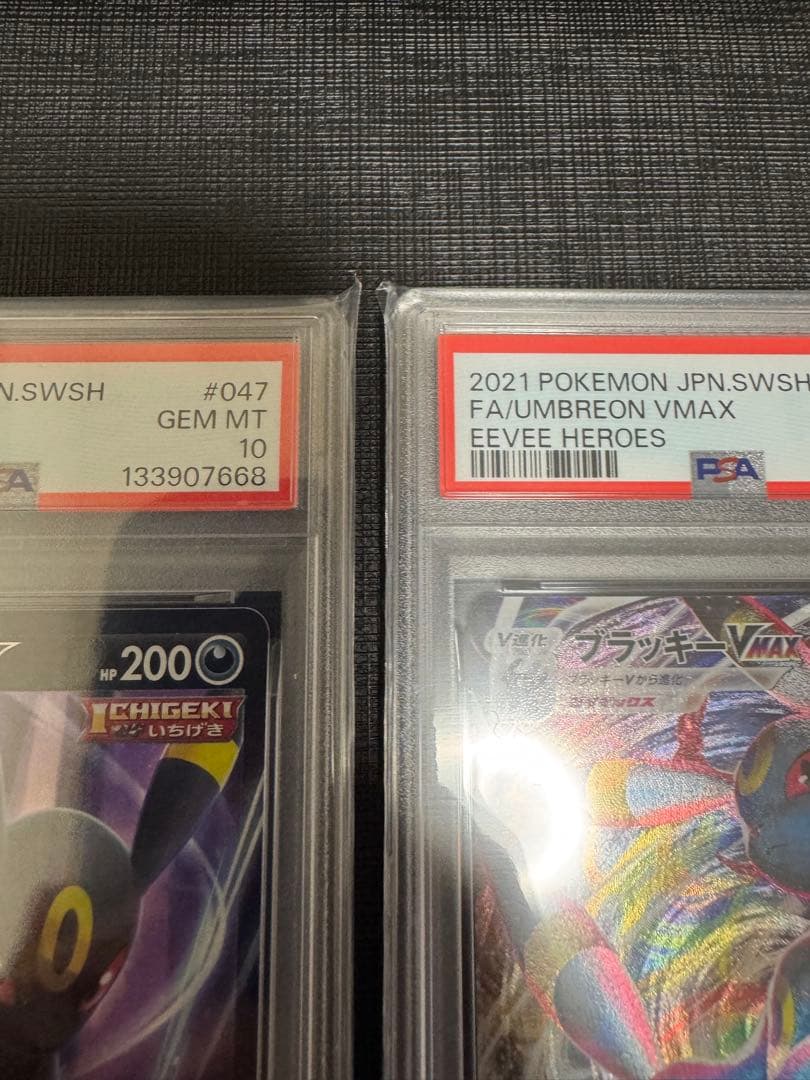 N.SWSH #047
GEM MT
10
133907668
HP 200
ICHIGEKI
いちげき
2021 POKEMON JPN.SWSH
FA/UMBREON VMAX
EEVEE HEROES
PSA
V進化
ブラッキーVMAX
ブラッキーVから進化